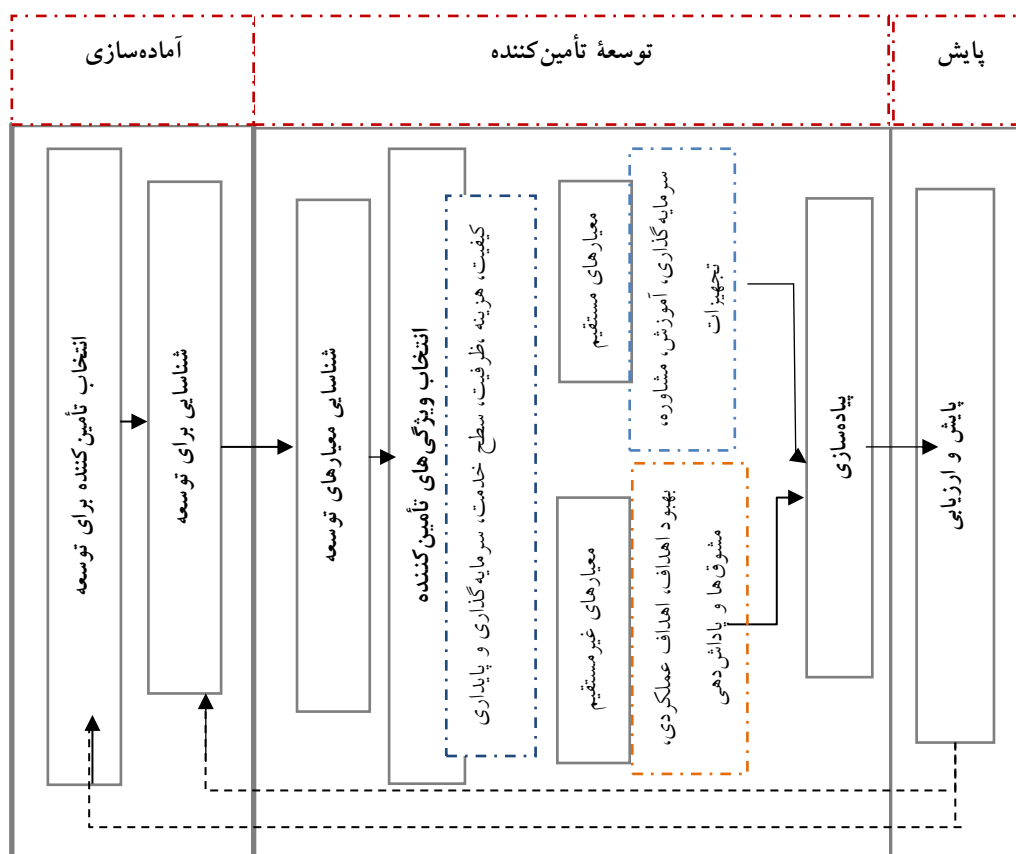 آماده‌سازی
توسعۀ تأمین‌کننده
پایش
انتخاب تأمین‌کننده برای توسعه
شناسایی برای توسعه
شناسایی معیارهای توسعه
انتخاب ویژگی‌های تأمین‌کننده
کیفیت، هزینه ،ظرفیت، سطح خدمت، سرمایه‌گذاری و پایداری
معیارهای مستقیم
سرمایه‌گذاری، آموزش، مشاوره،
تجهیزات
معیارهای غیرمستقیم
بهبود اهداف، اهداف عملکردی،
مشوق‌ها و پاداش‌دهی
پیاده‌سازی
پایش و ارزیابی